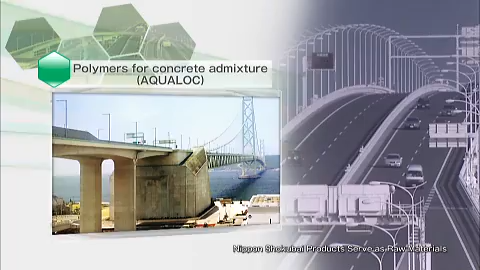 Polymers for concrete admixture
(AQUALOC)
Nippon Shokubai Products Serve as Raw Materials